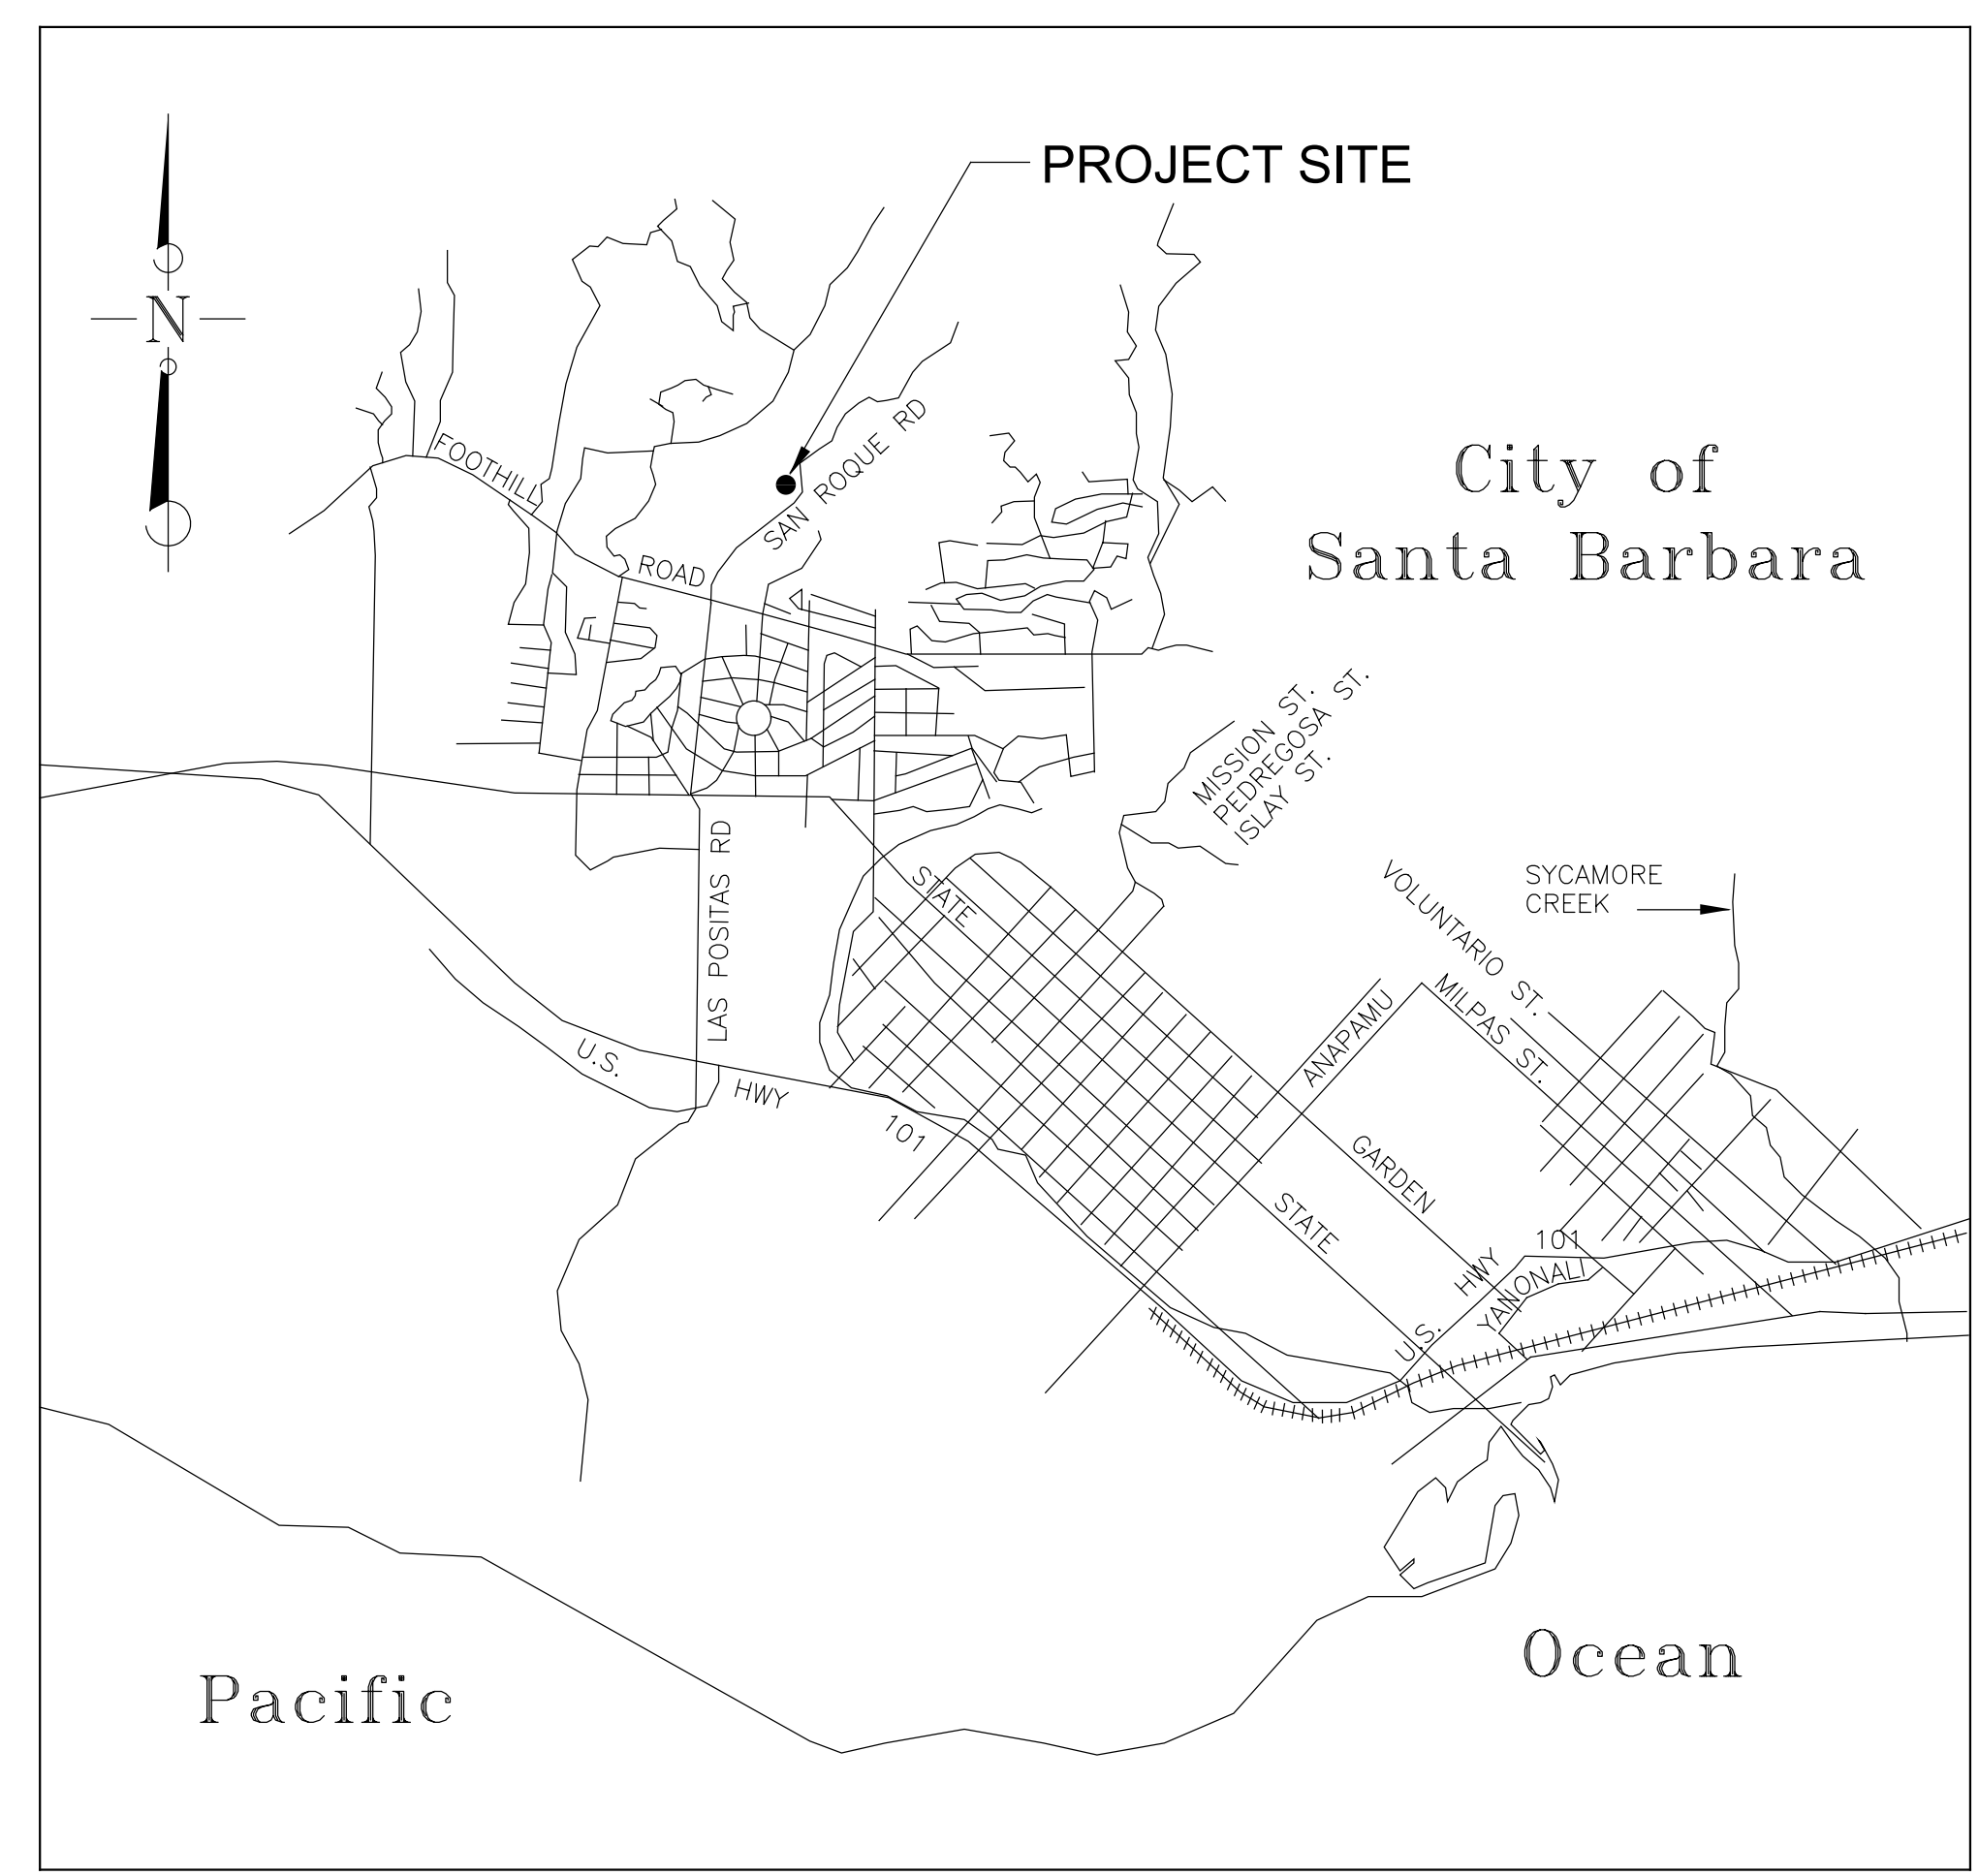 PROJECT SITE
N
City of
Santa Barbara
FOOTHILL
ROAD
SAN ROQUE RD
MISSION ST.
PEDREGOSA ST.
ISLAY ST.
LAS POSITAS RD
STATE
VOLUNTARIO ST.
MILPAS ST.
SYCAMORE
CREEK
U.S.
HWY
101
ANAPAMU
GARDEN
STATE
U.S.
HWY
101
YANONALI
Pacific
Ocean